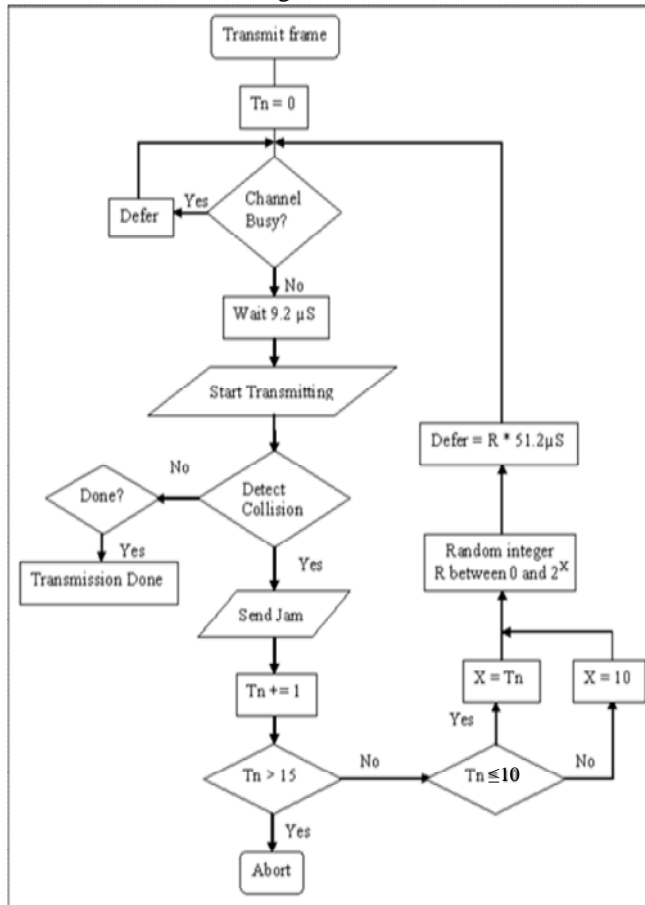 Transmit frame
Tn = 0
Channel
Busy?
Yes
Defer
No
Wait 9.2 µS
Start Transmitting
Detect
Collision
No
Done?
Yes
Transmission Done
Yes
Send Jam
Tn += 1
Tn > 15
Yes
Abort
No
Tn ≤10
Yes
No
X = Tn
X = 10
Random integer
R between 0 and 2^X
Defer = R * 51.2µS